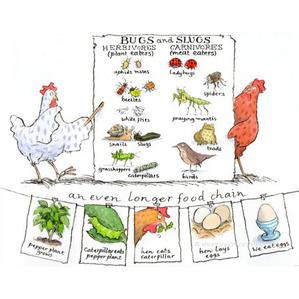 BUGS and SLUGS
HERBIVORES CARNIVORES
(plant eaters) (meat eaters)
aphids mites
ladybugs
spiders
beetles
white flies
praying mantis
snails slugs
toads
grasshoppers
caterpillars
birds
an even longer food chain
pepper plant
grows
Caterpillar eats
pepper plant
hen eats
caterpillar
hen lays
eggs
We eat eggs